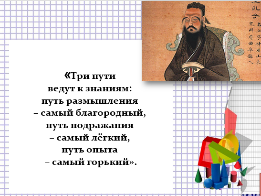 «Три пути
ведут к знаниям:
путь размышления
– самый благородный,
путь подражания
– самый лёгкий,
путь опыта
– самый горький».